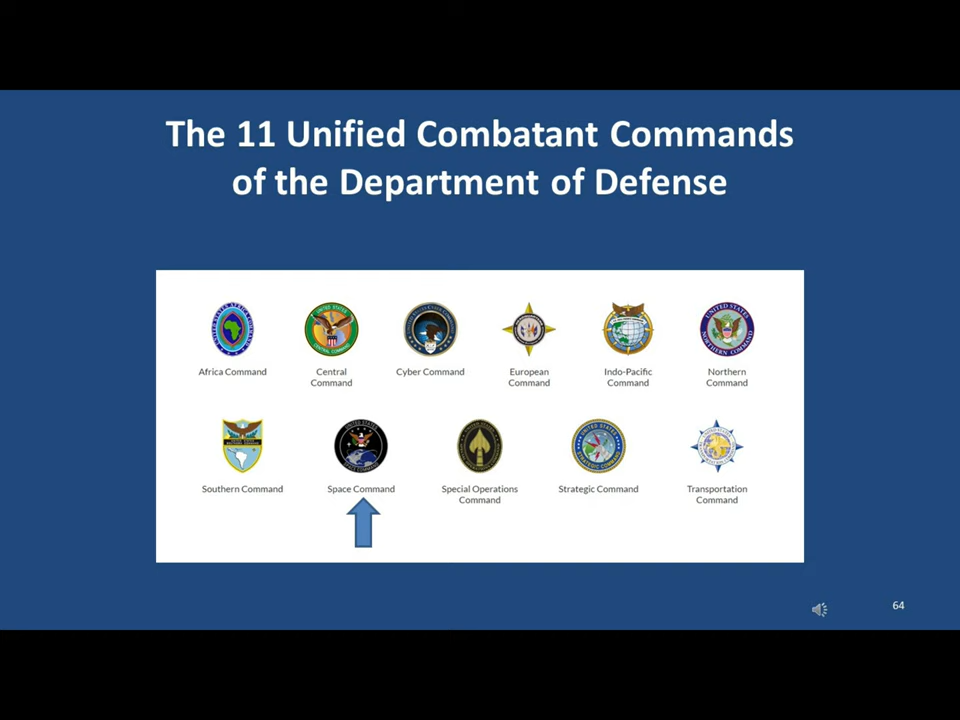 The 11 Unified Combatant Commands
of the Department of Defense
Africa Command
Central
Command
Cyber Command
European
Command
Indo-Pacific
Command
Northern
Command
Southern Command
Space Command
Special Operations
Command
Strategic Command
Transportation
Command
64